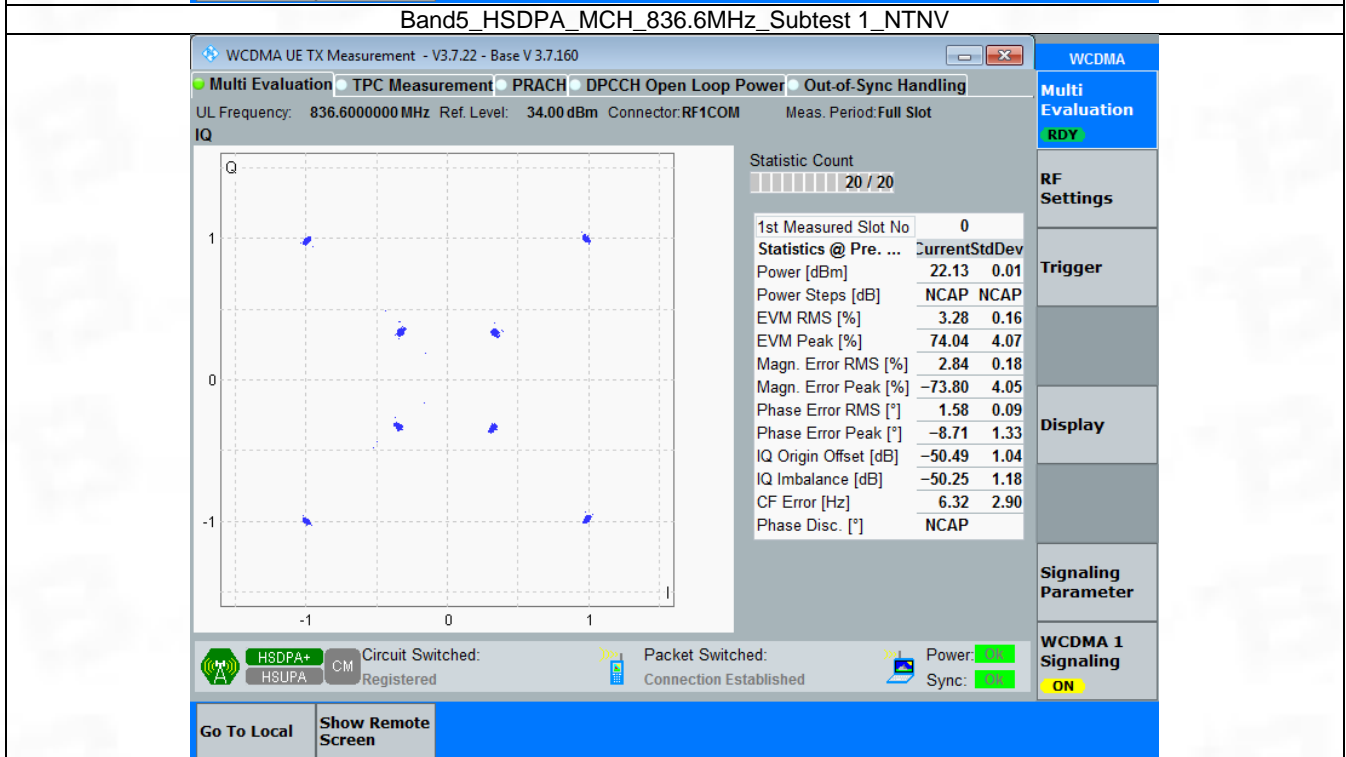 Band5_HSDPA_MCH_836.6MHz_Subtest 1_NTNV
WCDMA UE TX Measurement - V3.7.22 - Base V 3.7.160
WCDMA
Multi Evaluation TPC Measurement PRACH DPCCH Open Loop Power Out-of-Sync Handling
UL Frequency: 836.6000000 MHz Ref. Level: 34.00 dBm Connector:RF1COM Meas. Period:Full Slot
IQ
Q
1
0
-1
I
-1 0 1
Statistic Count
20 / 20
1st Measured Slot No 0
Statistics @ Pre. ... CurrentStdDev
Power [dBm] 22.13 0.01
Power Steps [dB] NCAP NCAP
EVM RMS [%] 3.28 0.16
EVM Peak [%] 74.04 4.07
Magn. Error RMS [%] 2.84 0.18
Magn. Error Peak [%] −73.80 4.05
Phase Error RMS [°] 1.58 0.09
Phase Error Peak [°] −8.71 1.33
IQ Origin Offset [dB] −50.49 1.04
IQ Imbalance [dB] −50.25 1.18
CF Error [Hz] 6.32 2.90
Phase Disc. [°] NCAP
Multi
Evaluation
RDY
RF
Settings
Trigger
Display
Signaling
Parameter
WCDMA 1
Signaling
ON
HSDPA+
HSUPA
CM
Circuit Switched:
Registered
Packet Switched:
Connection Established
Power: Ok
Sync: Ok
Go To Local
Show Remote
Screen